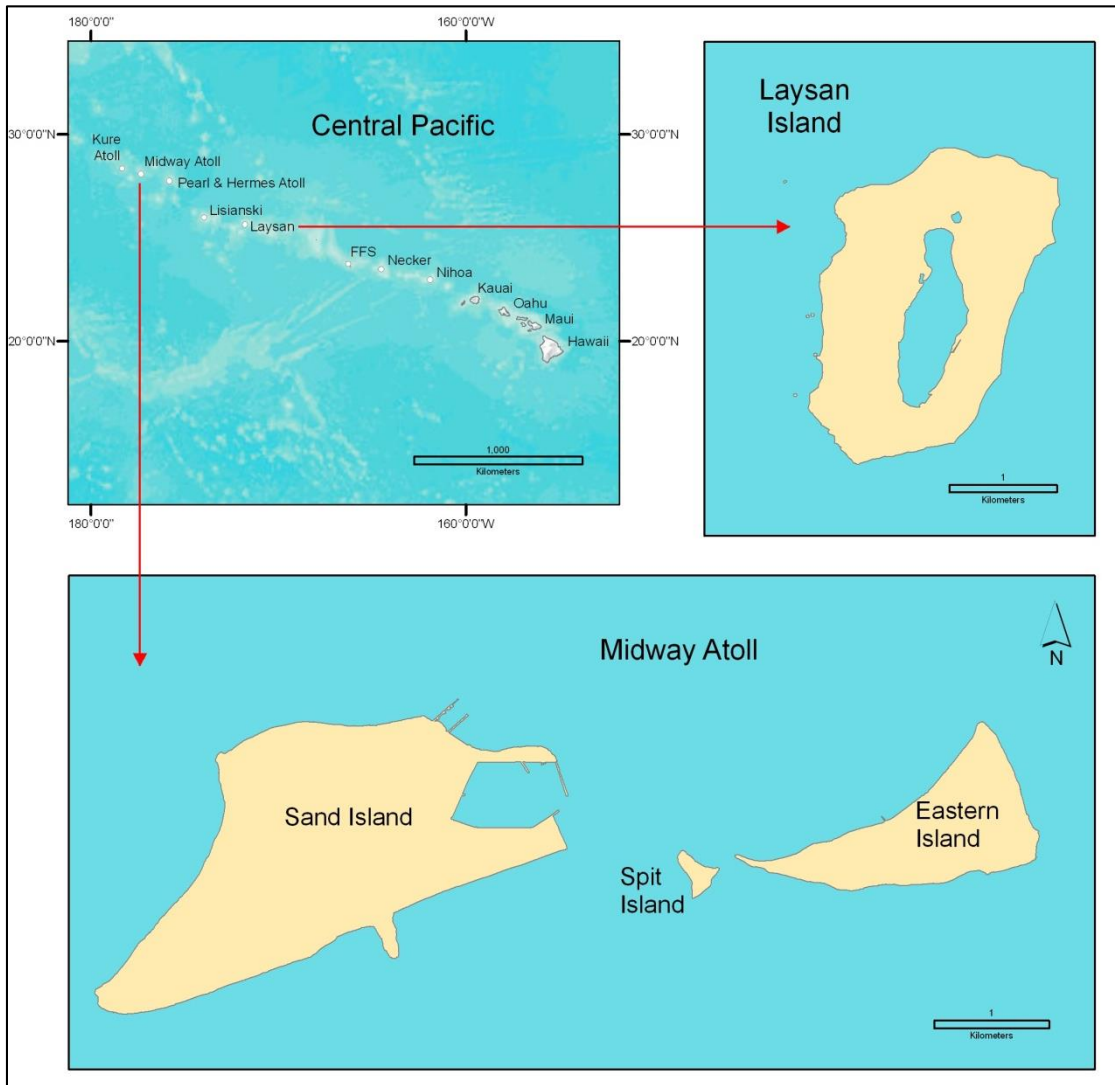 180°0'0"
160°0'0"W
Central Pacific
30°0'0"N
30°0'0"N
Kure
Atoll
Midway Atoll
Pearl & Hermes Atoll
Lisianski
Laysan
FFS
Necker
Nihoa
Kauai
Oahu
Maui
Hawaii
20°0'0"N
20°0'0"N
1,000
Kilometers
180°0'0"
160°0'0"W
Laysan
Island
1
Kilometers
Midway Atoll
N
Sand Island
Spit
Island
Eastern
Island
1
Kilometers